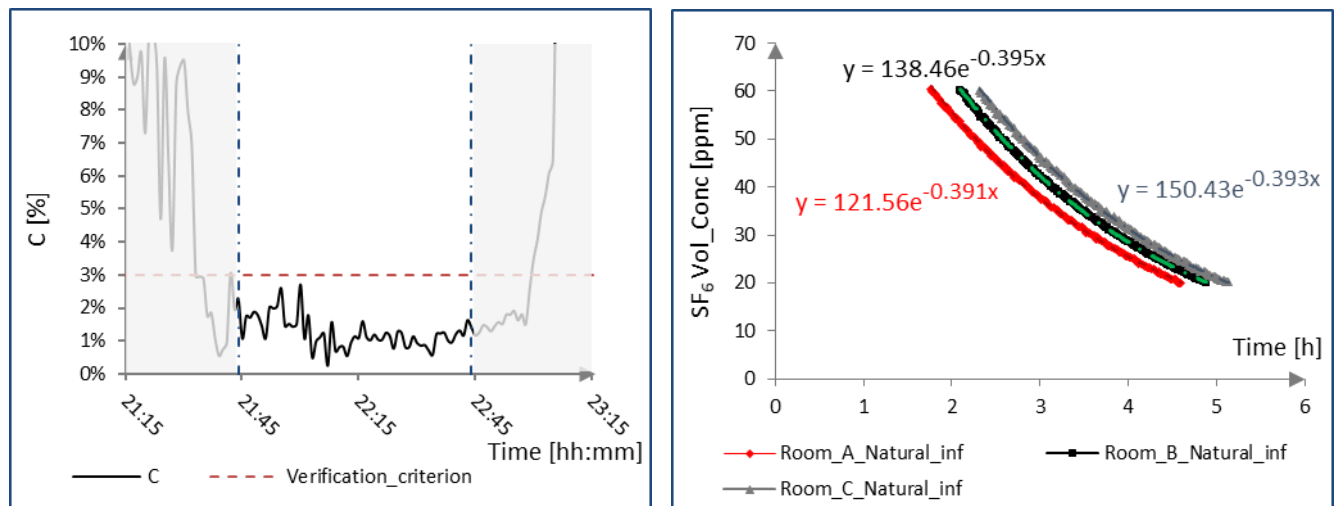 10%
9%
8%
7%
6%
5%
4%
3%
2%
1%
0%
C [%]
21:15
21:45
22:15
22:45
23:15
Time [hh:mm]
C
Verification_criterion
70
60
50
40
30
20
10
0
SF₆ Vol_Conc [ppm]
y = 138.46e^-0.395x
y = 121.56e^-0.391x
y = 150.43e^-0.393x
Time [h]
0 1 2 3 4 5 6
Room_A_Natural_inf
Room_B_Natural_inf
Room_C_Natural_inf